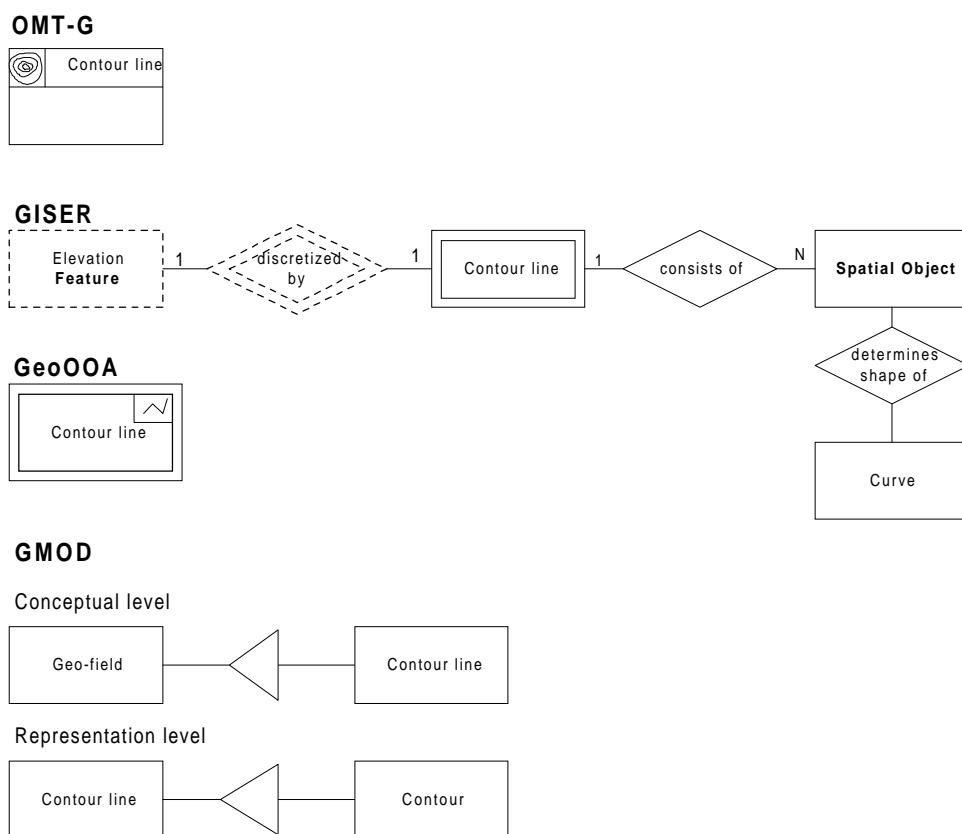 OMT-G
Contour line
GISER
Elevation
Feature
1
discretized
by
1
Contour line
1
consists of
N
Spatial Object
determines
shape of
Curve
GeoOOA
Contour line
GMOD
Conceptual level
Geo-field
Contour line
Representation level
Contour line
Contour